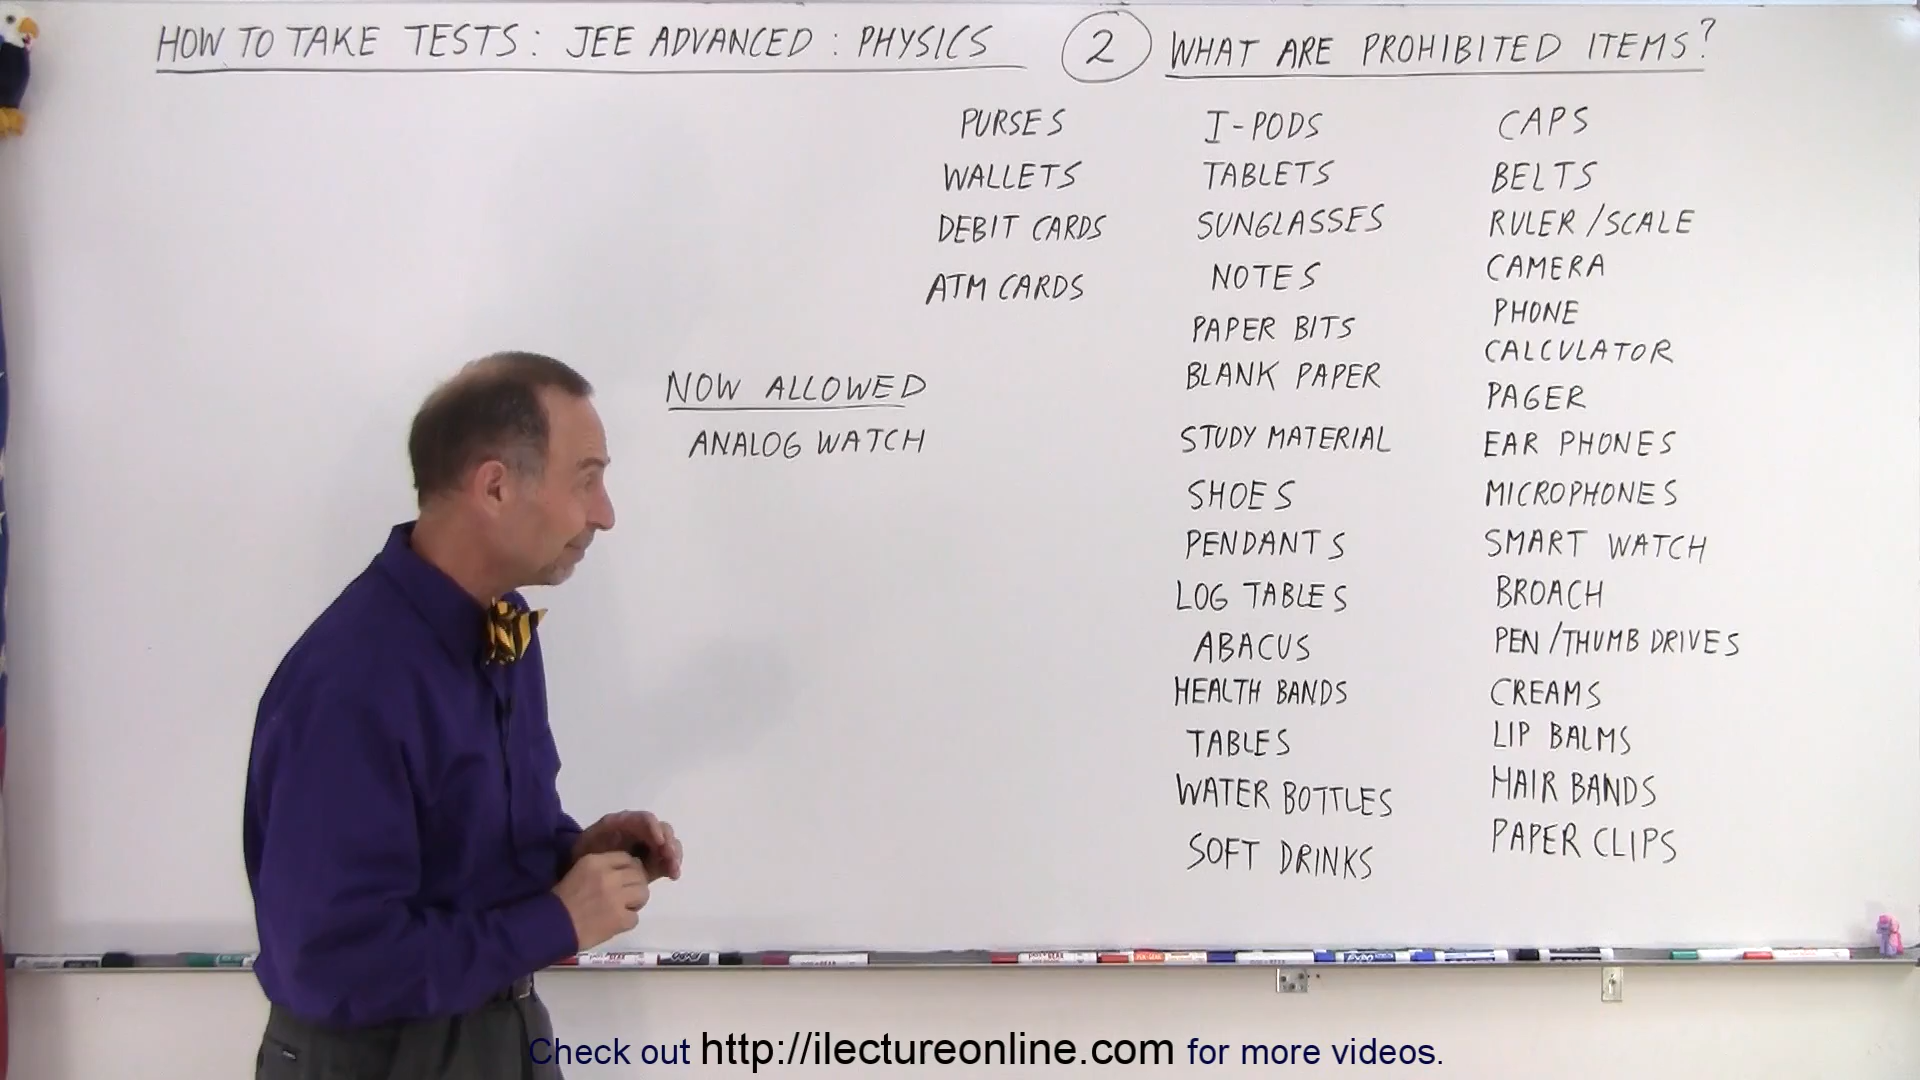 HOW TO TAKE TESTS: JEE ADVANCED: PHYSICS
2 WHAT ARE PROHIBITED ITEMS?
PURSES
WALLETS
DEBIT CARDS
ATM CARDS
NOW ALLOWED
ANALOG WATCH
I-PODS
TABLETS
SUNGLASSES
NOTES
PAPER BITS
BLANK PAPER
STUDY MATERIAL
SHOES
PENDANTS
LOG TABLES
ABACUS
HEALTH BANDS
TABLES
WATER BOTTLES
SOFT DRINKS
CAPS
BELTS
RULER/SCALE
CAMERA
PHONE
CALCULATOR
PAGER
EAR PHONES
MICROPHONES
SMART WATCH
BROACH
PEN/THUMB DRIVES
CREAMS
LIP BALMS
HAIR BANDS
PAPER CLIPS
Check out http://ilectureonline.com for more videos.